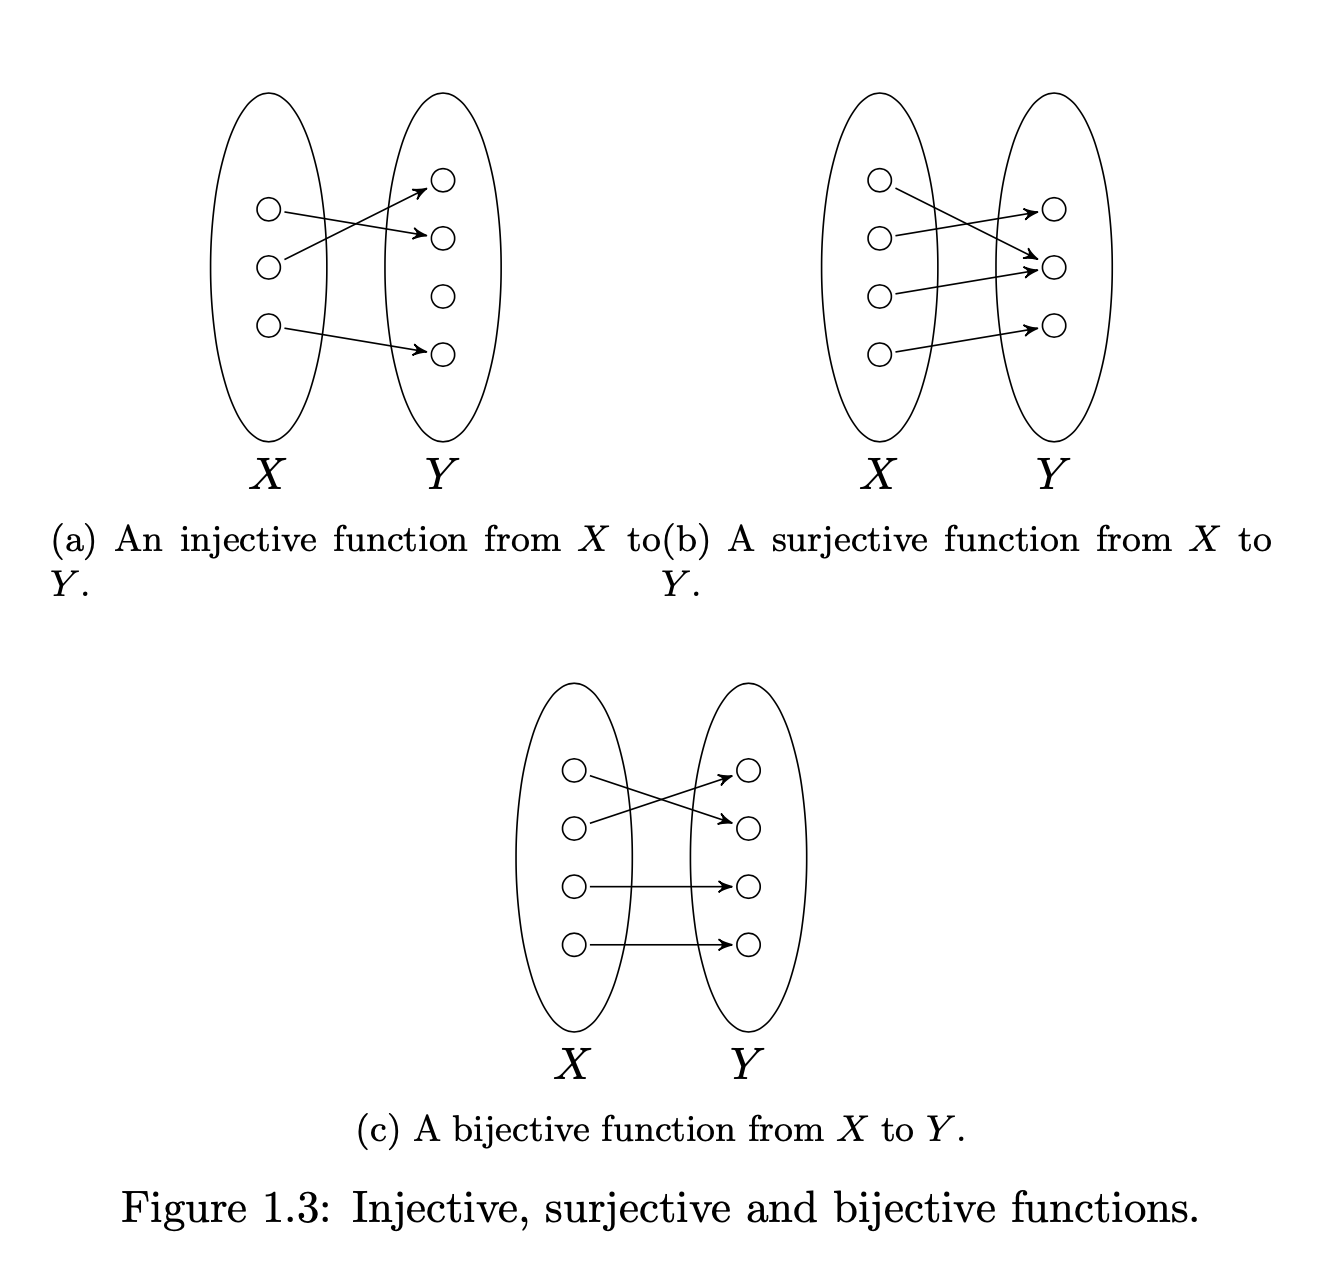 X Y X Y
(a) An injective function from X to(b) A surjective function from X to
Y. Y.
X Y
(c) A bijective function from X to Y.
Figure 1.3: Injective, surjective and bijective functions.